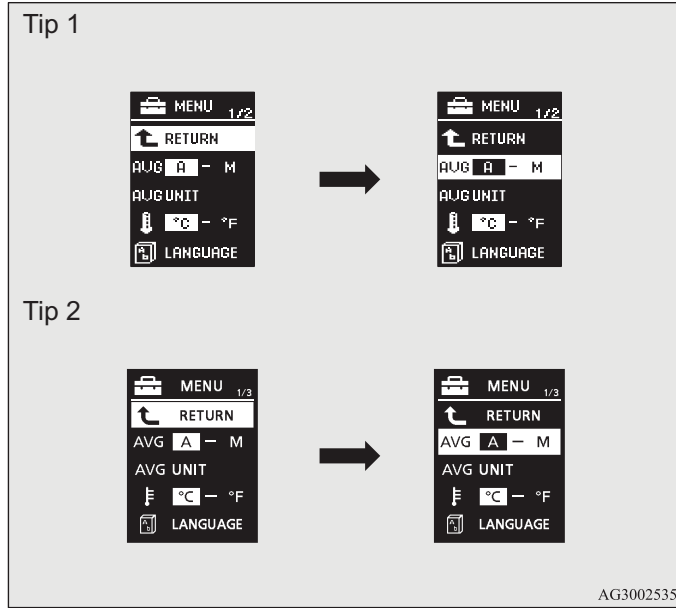 Tip 1
MENU 1/2
RETURN
AVG A - M
AVG UNIT
°C - °F
LANGUAGE
MENU 1/2
RETURN
AVG A - M
AVG UNIT
°C - °F
LANGUAGE
Tip 2
MENU 1/3
RETURN
AVG A - M
AVG UNIT
°C - °F
LANGUAGE
MENU 1/3
RETURN
AVG A - M
AVG UNIT
°C - °F
LANGUAGE
AG3002535